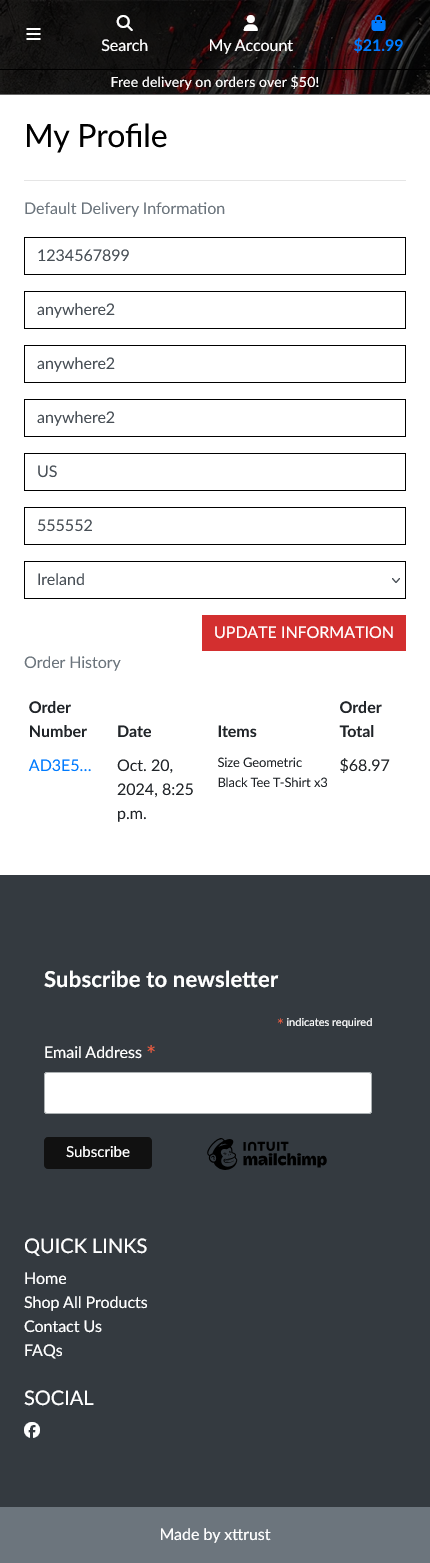 Search
My Account
$21.99
Free delivery on orders over $50!
My Profile
Default Delivery Information
1234567899
anywhere2
anywhere2
anywhere2
US
555552
Ireland
UPDATE INFORMATION
Order History
Order Number Date Items Order Total
AD3E5... Oct. 20, 2024, 8:25 p.m. Size Geometric Black Tee T-Shirt x3 $68.97
Subscribe to newsletter
* indicates required
Email Address *
Subscribe
INTUIT
mailchimp
QUICK LINKS
Home
Shop All Products
Contact Us
FAQs
SOCIAL
Made by xttrust